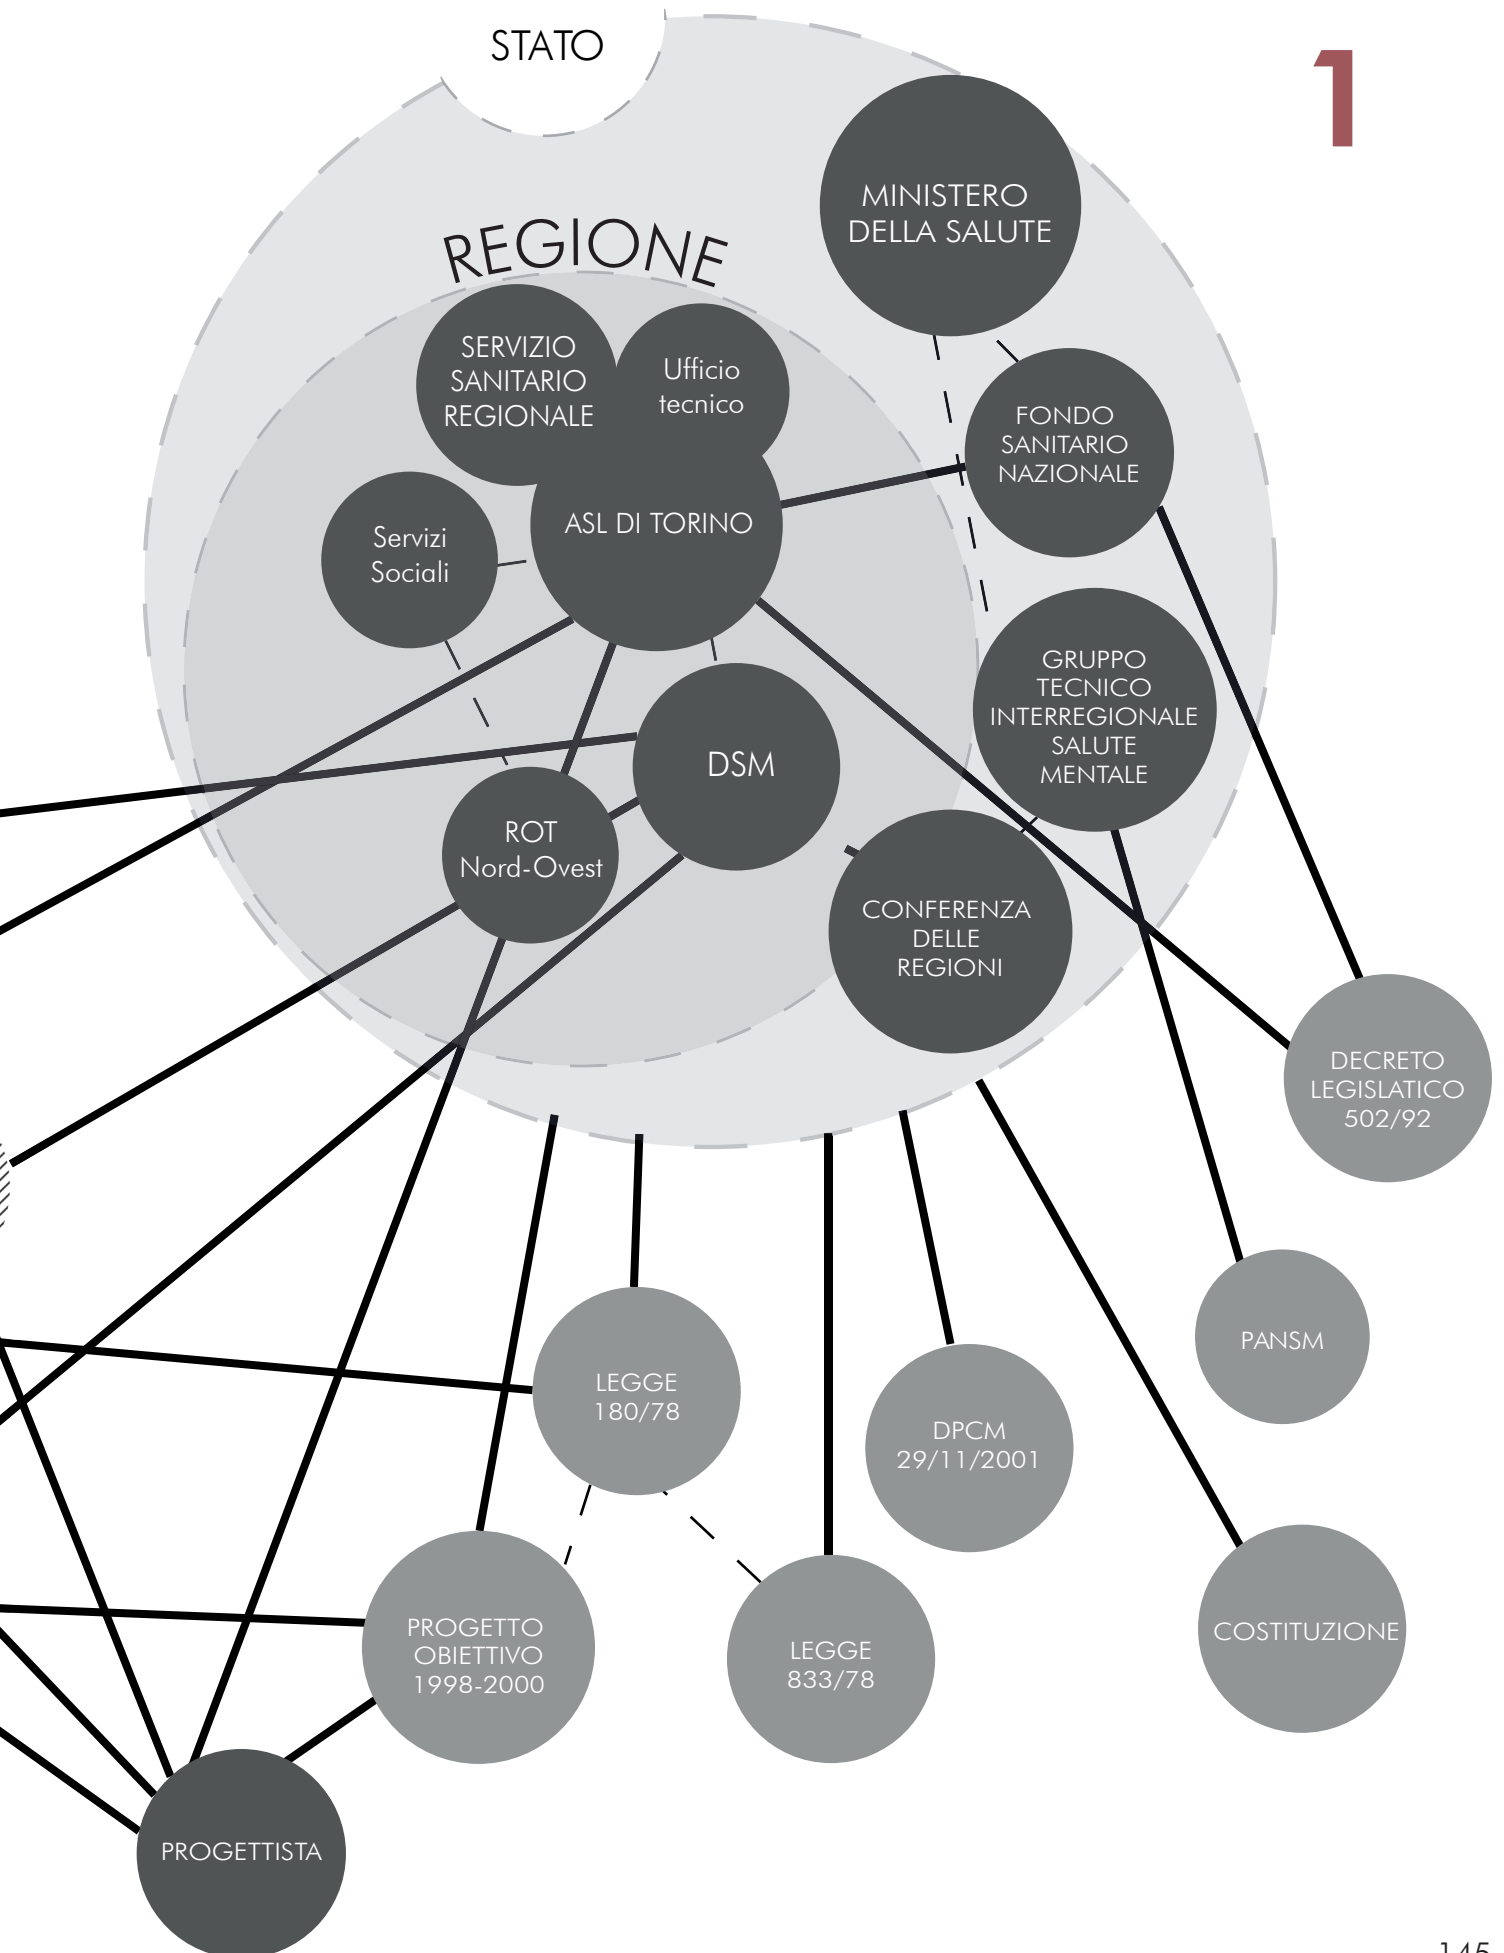 STATO
1
MINISTERO
DELLA SALUTE
REGIONE
SERVIZIO
SANITARIO
REGIONALE
Ufficio
tecnico
FONDO
SANITARIO
NAZIONALE
ASL DI TORINO
Servizi
Sociali
GRUPPO
TECNICO
INTERREGIONALE
SALUTE
MENTALE
DSM
ROT
Nord-Ovest
CONFERENZA
DELLE
REGIONI
DECRETO
LEGISLATICO
502/92
PANSM
LEGGE
180/78
DPCM
29/11/2001
PROGETTO
OBIETTIVO
1998-2000
LEGGE
833/78
COSTITUZIONE
PROGETTISTA
145